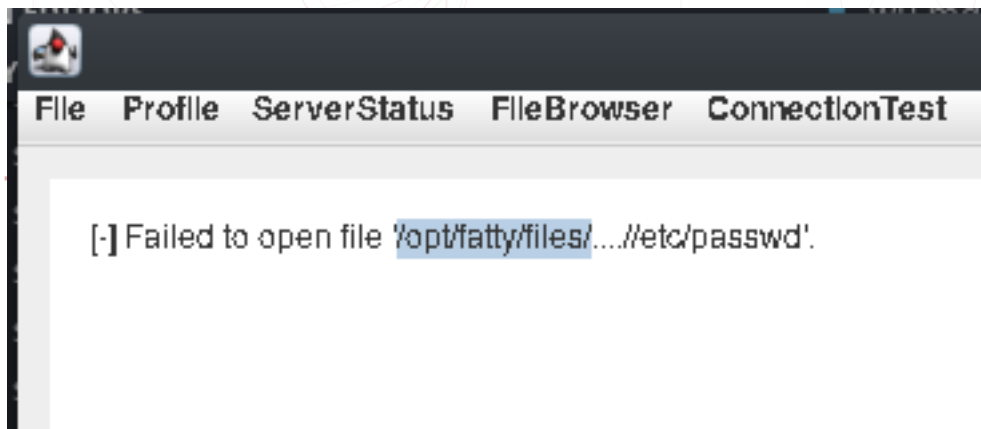 File Profile ServerStatus FileBrowser ConnectionTest
[-] Failed to open file '/opt/fatty/files/....//etc/passwd'.